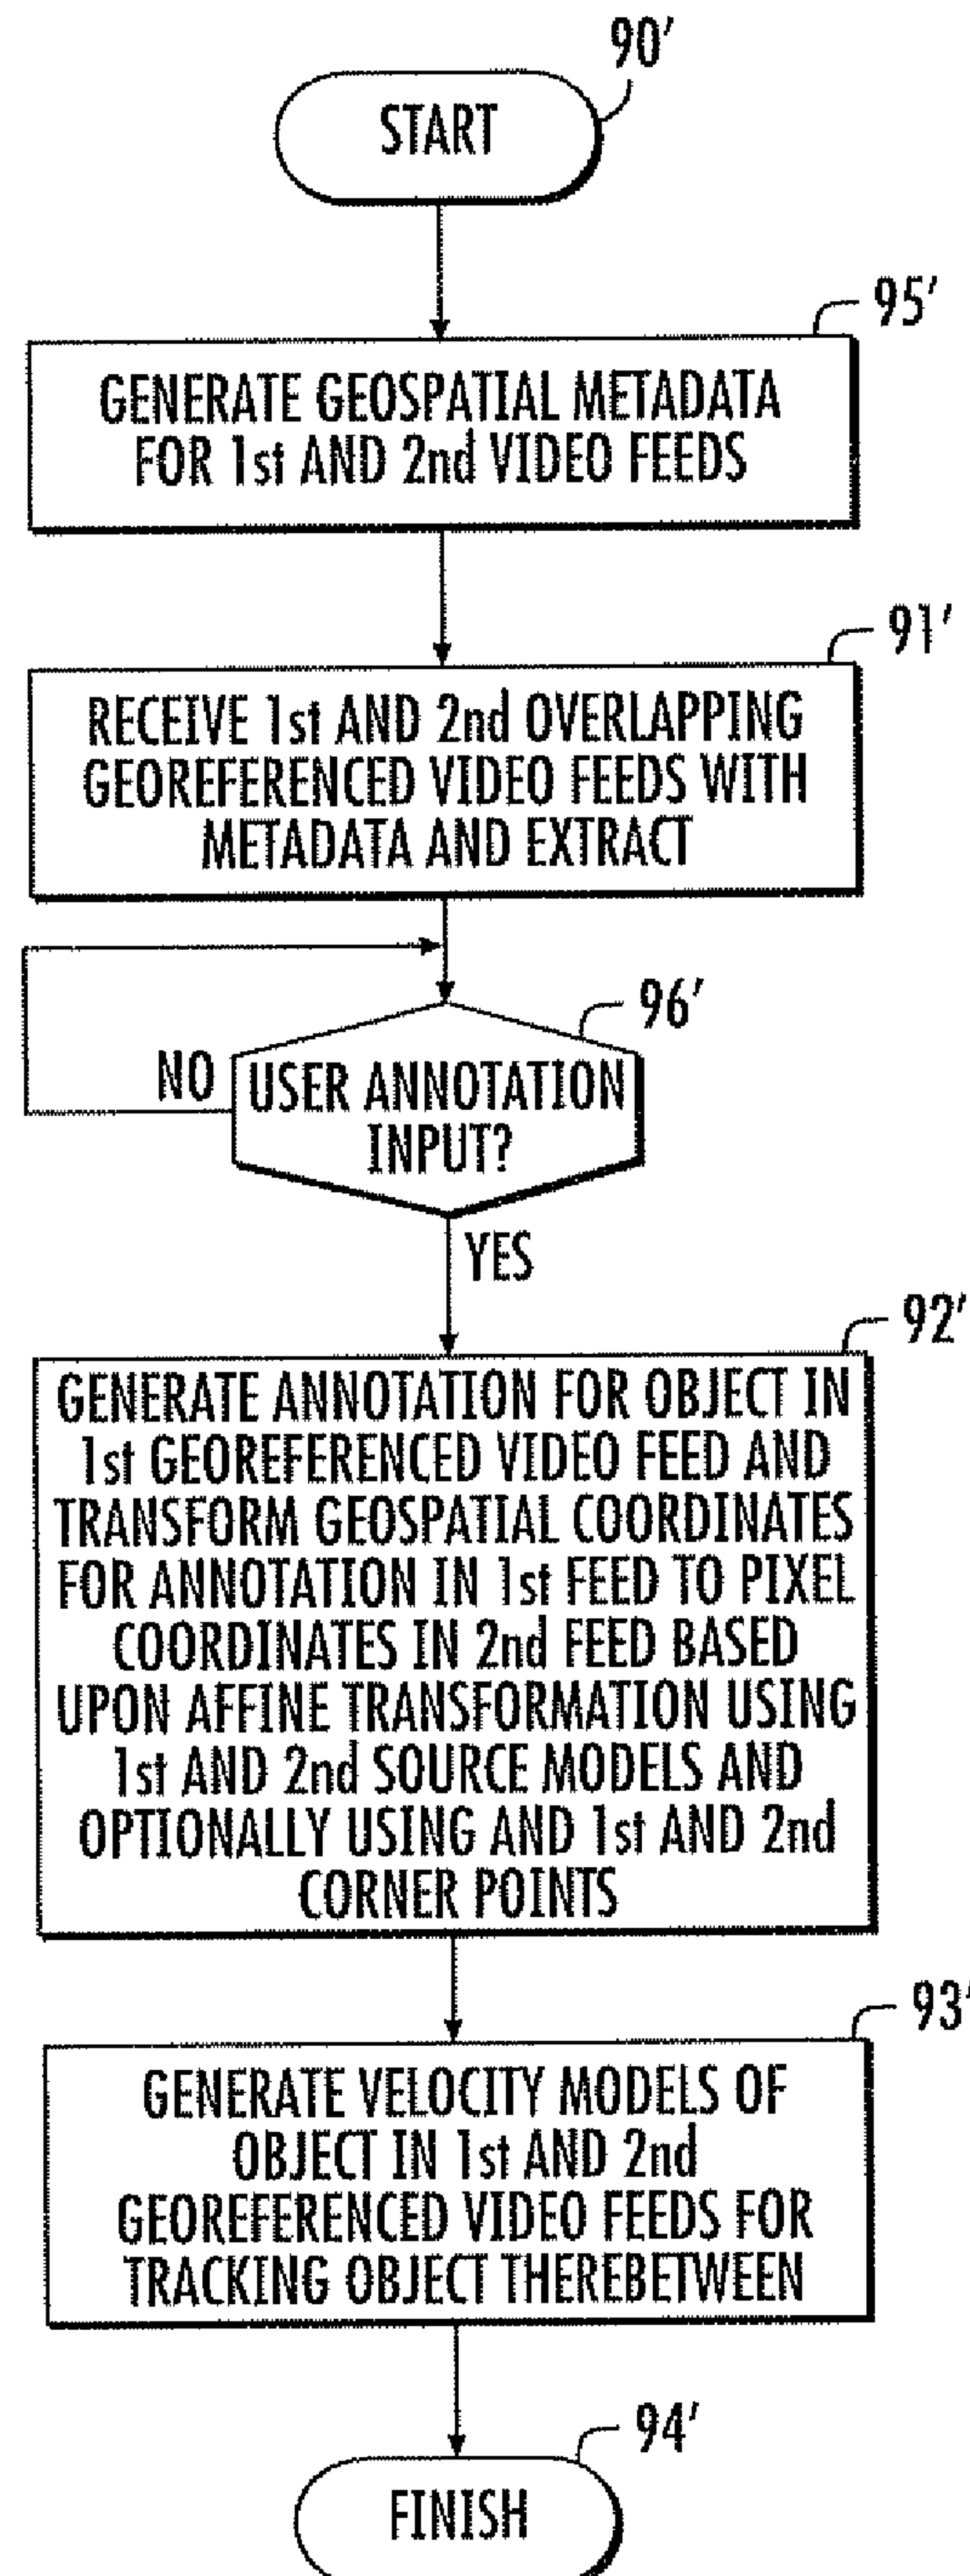 90'
START
95'
GENERATE GEOSPATIAL METADATA
FOR 1st AND 2nd VIDEO FEEDS
91'
RECEIVE 1st AND 2nd OVERLAPPING
GEOREFERENCED VIDEO FEEDS WITH
METADATA AND EXTRACT
96'
NO
USER ANNOTATION
INPUT?
YES
92'
GENERATE ANNOTATION FOR OBJECT IN
1st GEOREFERENCED VIDEO FEED AND
TRANSFORM GEOSPATIAL COORDINATES
FOR ANNOTATION IN 1st FEED TO PIXEL
COORDINATES IN 2nd FEED BASED
UPON AFFINE TRANSFORMATION USING
1st AND 2nd SOURCE MODELS AND
OPTIONALLY USING AND 1st AND 2nd
CORNER POINTS
93'
GENERATE VELOCITY MODELS OF
OBJECT IN 1st AND 2nd
GEOREFERENCED VIDEO FEEDS FOR
TRACKING OBJECT THEREBETWEEN
94'
FINISH